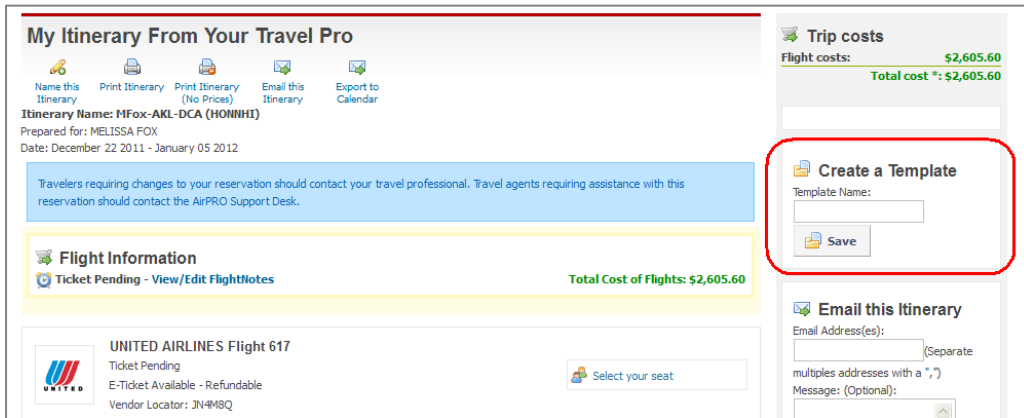 My Itinerary From Your Travel Pro
Name this Itinerary
Print Itinerary
Print Itinerary (No Prices)
Email this Itinerary
Export to Calendar
Itinerary Name: MFox-AKL-DCA (HONNHI)
Prepared for: MELISSA FOX
Date: December 22 2011 - January 05 2012
Travelers requiring changes to your reservation should contact your travel professional. Travel agents requiring assistance with this
reservation should contact the AirPRO Support Desk.
Flight Information
Ticket Pending - View/Edit FlightNotes
Total Cost of Flights: $2,605.60
UNITED
UNITED AIRLINES Flight 617
Ticket Pending
E-Ticket Available - Refundable
Vendor Locator: JN4M8Q
Select your seat
Trip costs
Flight costs: $2,605.60
Total cost *: $2,605.60
Create a Template
Template Name:
Save
Email this Itinerary
Email Address(es):
(Separate
multiples addresses with a ",")
Message: (Optional):